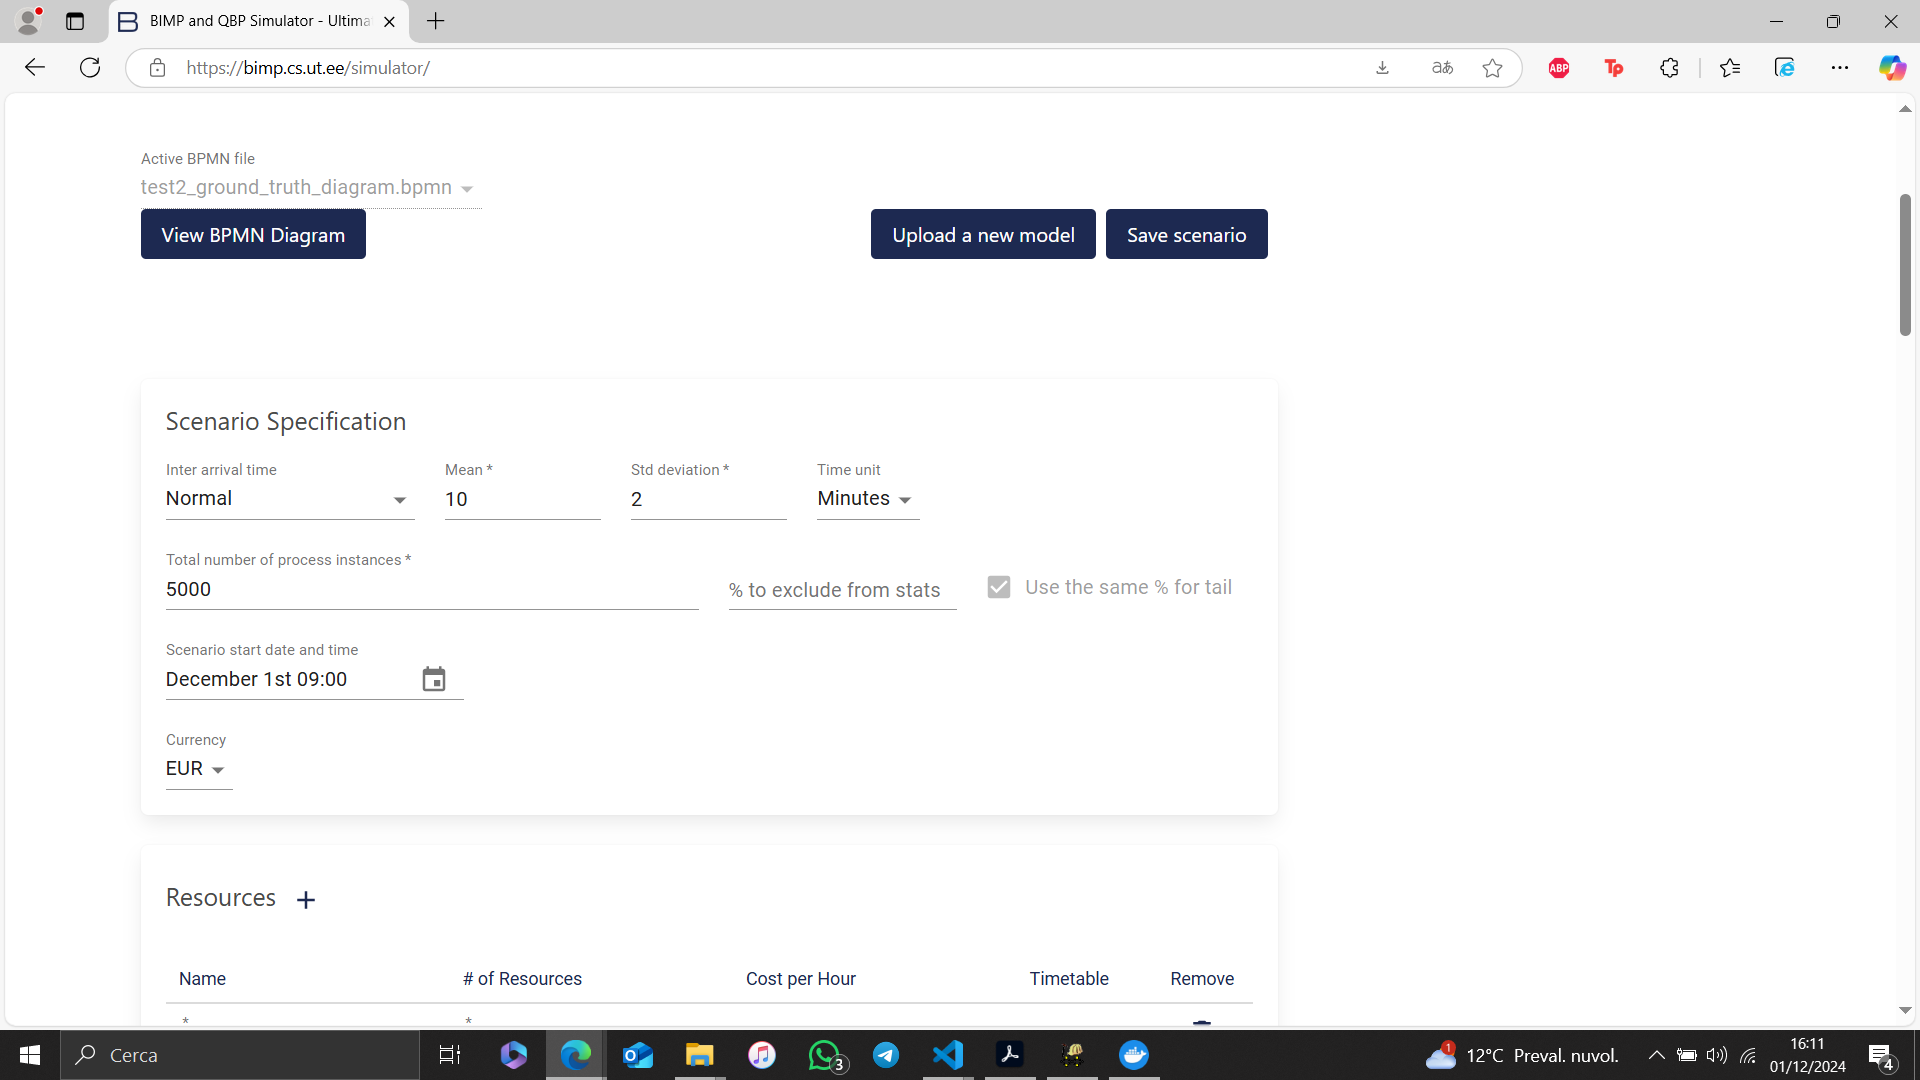 BIMP and QBP Simulator - Ultima
https://bimp.cs.ut.ee/simulator/
ABP
Tp
Active BPMN file
test2_ground_truth_diagram.bpmn
View BPMN Diagram
Upload a new model
Save scenario
Scenario Specification
Inter arrival time
Mean *
Std deviation *
Time unit
Normal
10
2
Minutes
Total number of process instances *
5000
% to exclude from stats
Use the same % for tail
Scenario start date and time
December 1st 09:00
Currency
EUR
Resources +
Name
# of Resources
Cost per Hour
Timetable
Remove
*
*
Cerca
3
1
12°C Preval. nuvol.
16:11
01/12/2024
4